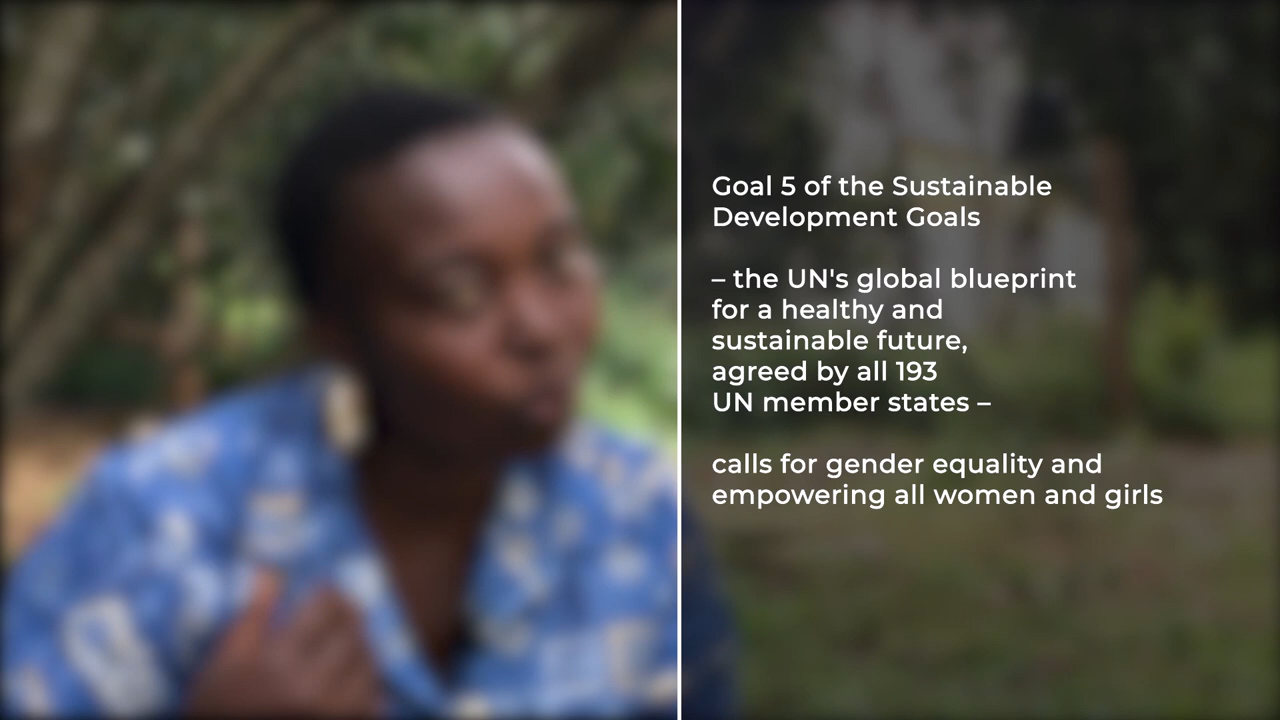 Goal 5 of the Sustainable
Development Goals
– the UN's global blueprint
for a healthy and
sustainable future,
agreed by all 193
UN member states –
calls for gender equality and
empowering all women and girls